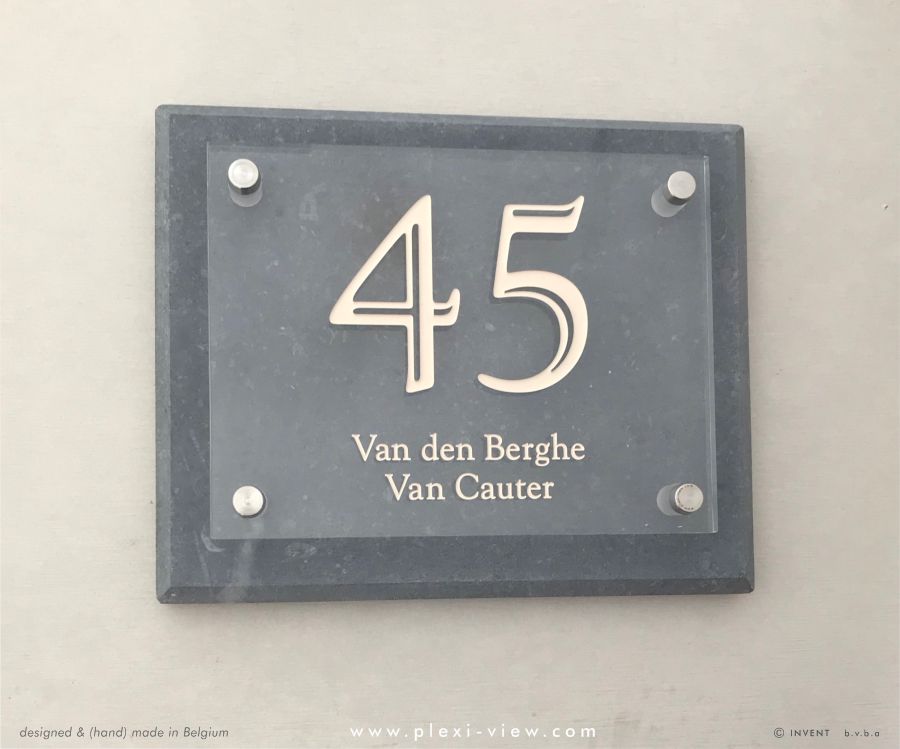 45
Van den Berghe
Van Cauter
designed & (hand) made in Belgium
www.plexi-view.com
© INVENT b.v.b.a